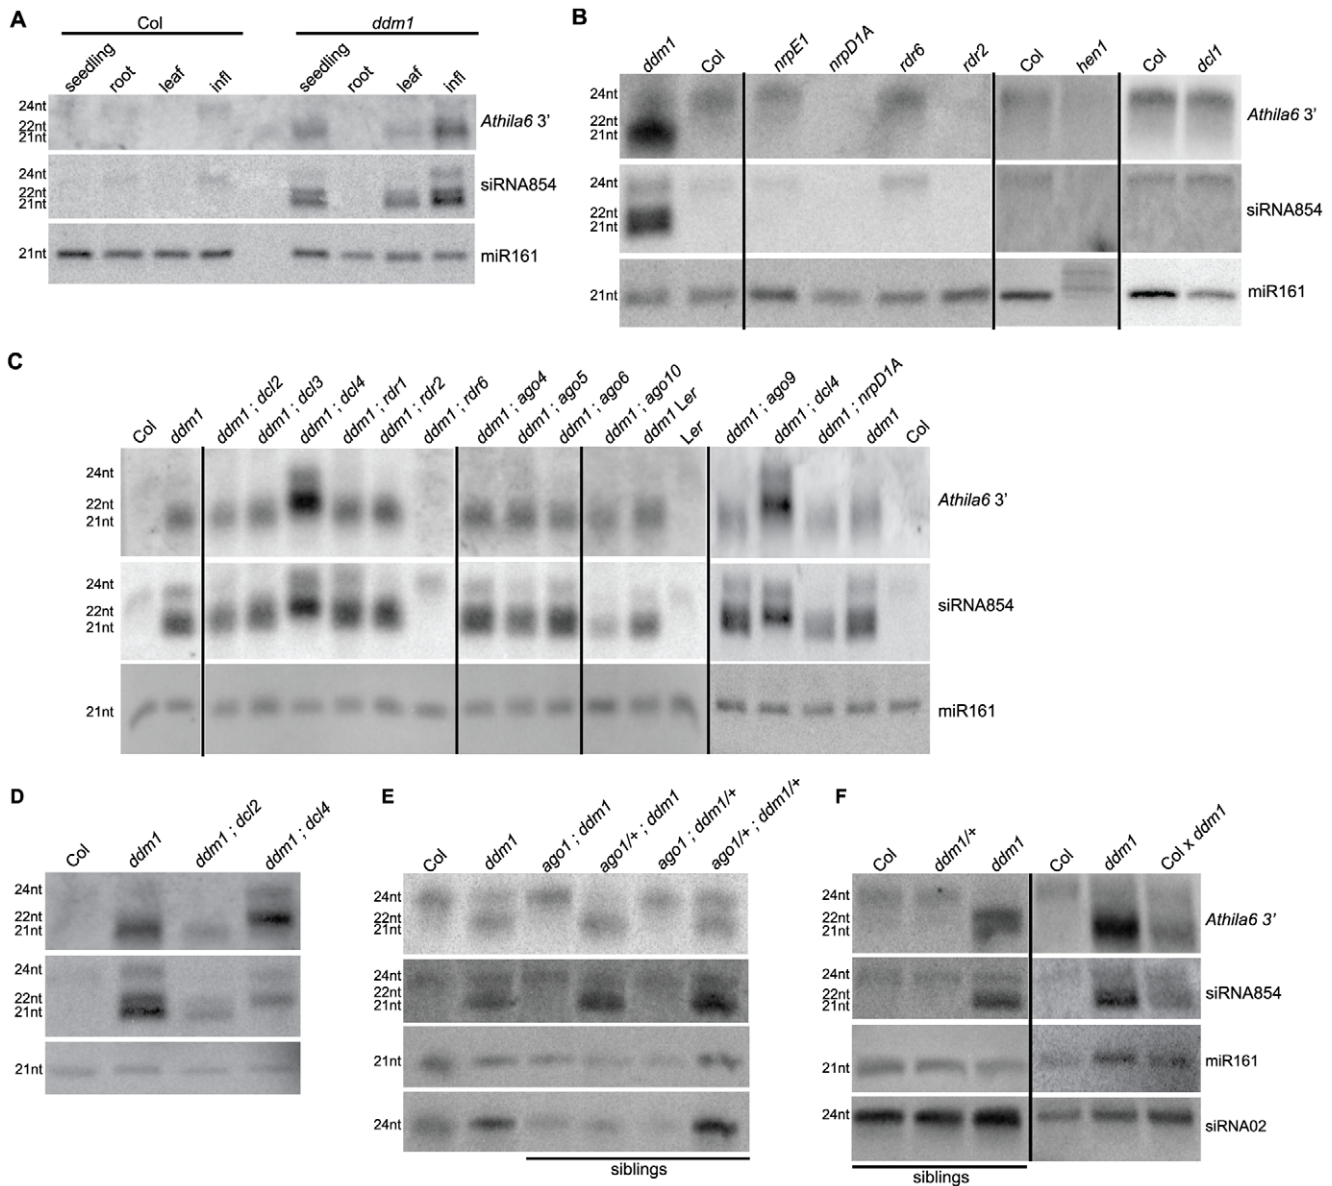 A
Col
ddm1
seedling
root
leaf
infl
seedling
root
leaf
infl
24nt
22nt
21nt
Athila6 3'
24nt
22nt
21nt
siRNA854
21nt
miR161
B
ddm1
Col
nrpE1
nrpD1A
rdr6
rdr2
Col
hen1
Col
dcl1
24nt
22nt
21nt
Athila6 3'
24nt
22nt
21nt
siRNA854
21nt
miR161
C
Col
ddm1
ddm1 ; dcl2
ddm1 ; dcl3
ddm1 ; dcl4
ddm1 ; rdr1
ddm1 ; rdr2
ddm1 ; rdr6
ddm1 ; ago4
ddm1 ; ago5
ddm1 ; ago6
ddm1 ; ago10
ddm1 Ler
Ler
ddm1 ; ago9
ddm1 ; dcl4
ddm1 ; nrpD1A
ddm1
Col
24nt
22nt
21nt
Athila6 3'
24nt
22nt
21nt
siRNA854
21nt
miR161
D
Col
ddm1
ddm1 ; dcl2
ddm1 ; dcl4
24nt
22nt
21nt
24nt
22nt
21nt
21nt
E
Col
ddm1
ago1 ; ddm1
ago1/+ ; ddm1
ago1 ; ddm1/+
ago1/+ ; ddm1/+
24nt
22nt
21nt
24nt
22nt
21nt
21nt
24nt
siblings
F
Col
ddm1/+
ddm1
Col
ddm1
Col x ddm1
24nt
22nt
21nt
Athila6 3'
24nt
22nt
21nt
siRNA854
21nt
miR161
24nt
siRNA02
siblings